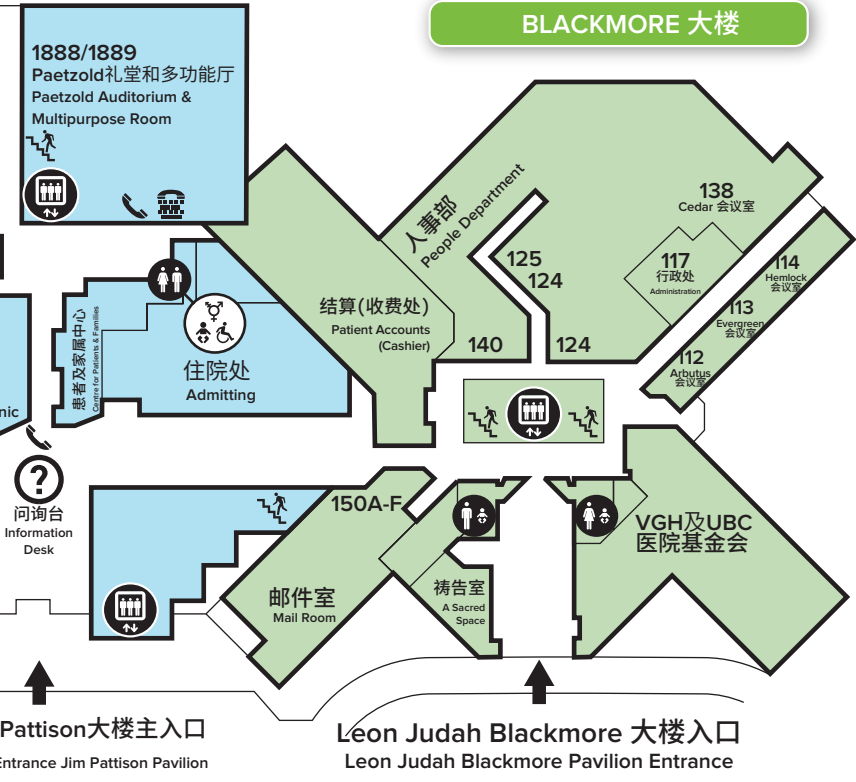 BLACKMORE 大楼
1888/1889
Paetzold礼堂和多功能厅
Paetzold Auditorium &
Multipurpose Room
人事部
People Department
138
Cedar 会议室
125
124
117
行政处
Administration
114
Hemlock
会议室
113
Evergreen
会议室
112
Arbutus
会议室
结算(收费处)
Patient Accounts
(Cashier)
140
124
患者及家属中心
Centre for Patients & Families
住院处
Admitting
nic
?
问询台
Information
Desk
150A-F
VGH及UBC
医院基金会
邮件室
Mail Room
祷告室
A Sacred
Space
Pattison大楼主入口
Entrance Jim Pattison Pavilion
Leon Judah Blackmore 大楼入口
Leon Judah Blackmore Pavilion Entrance